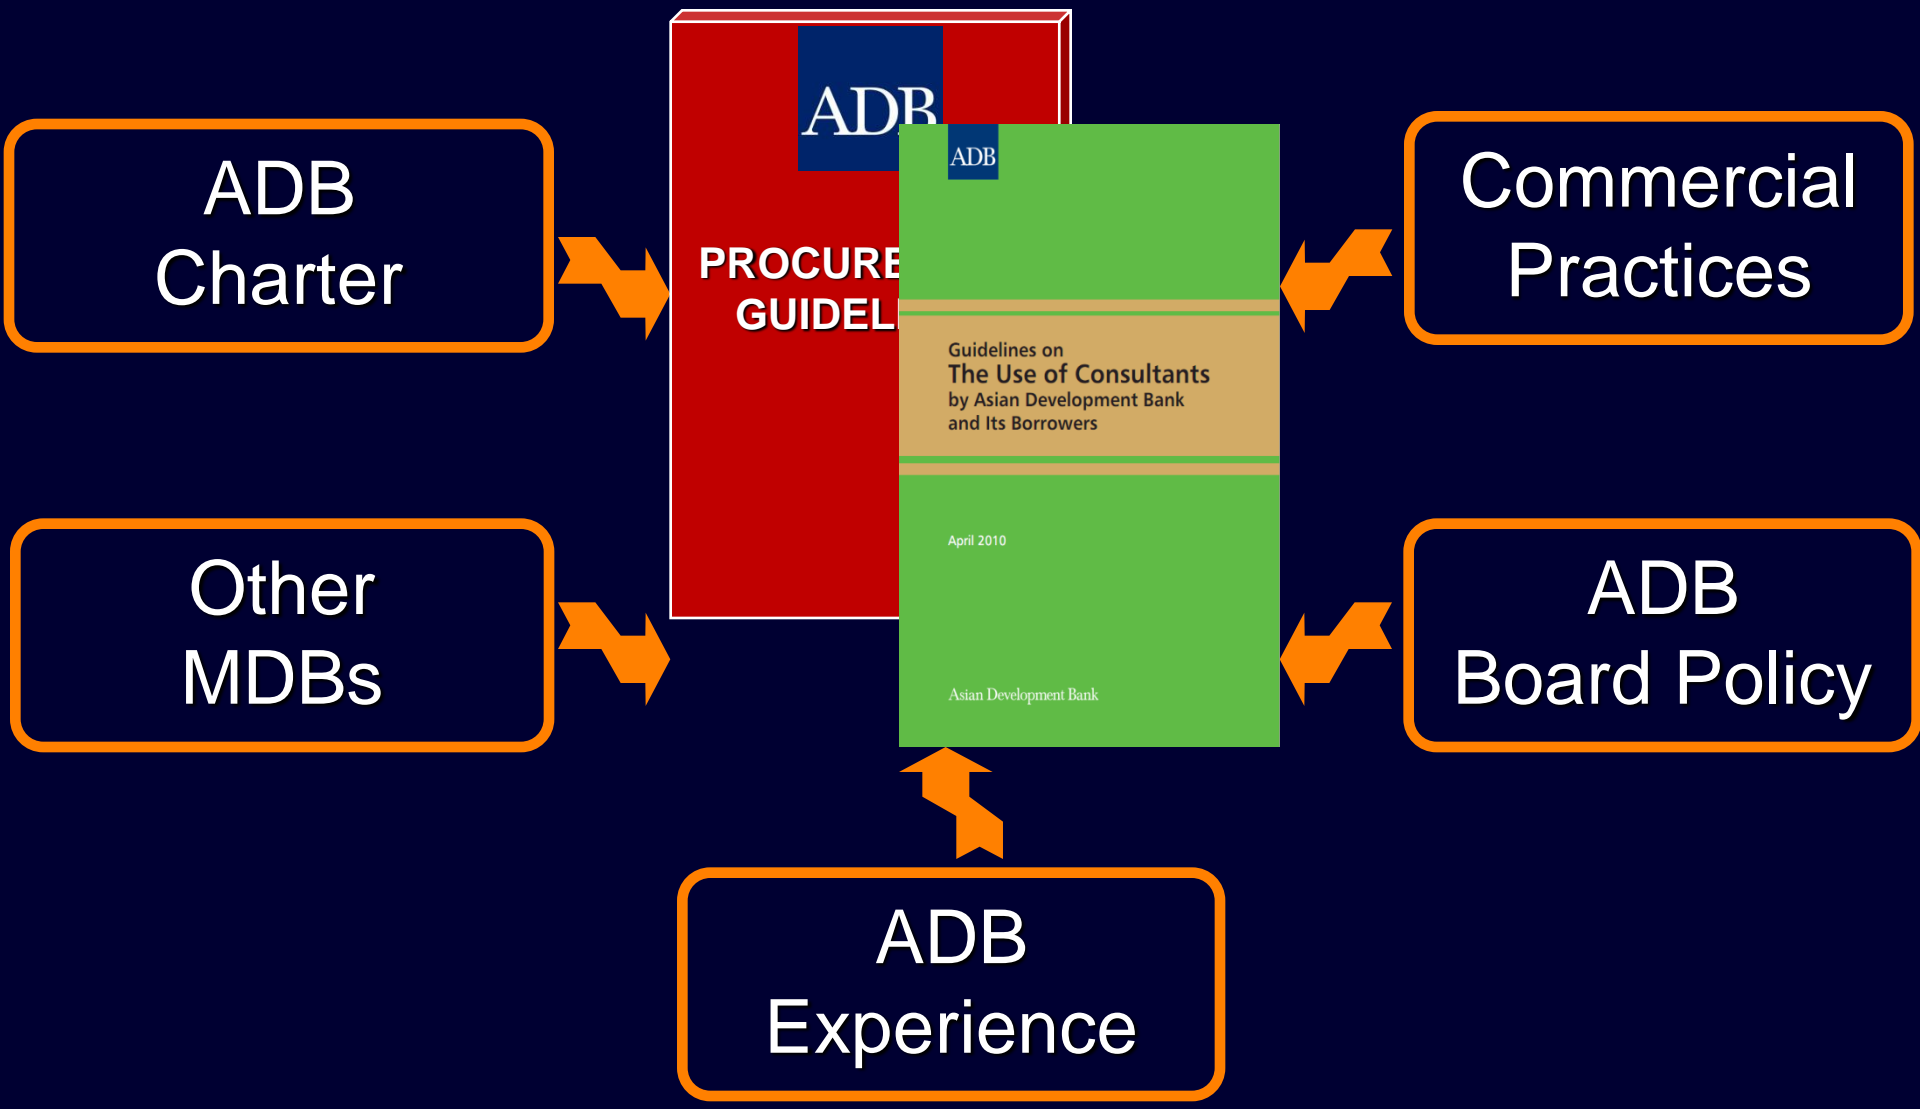 ADB
ADB
Charter
PROCURE
GUIDEL
ADB
Guidelines on
The Use of Consultants
by Asian Development Bank
and Its Borrowers
April 2010
Asian Development Bank
Commercial
Practices
Other
MDBs
ADB
Board Policy
ADB
Experience